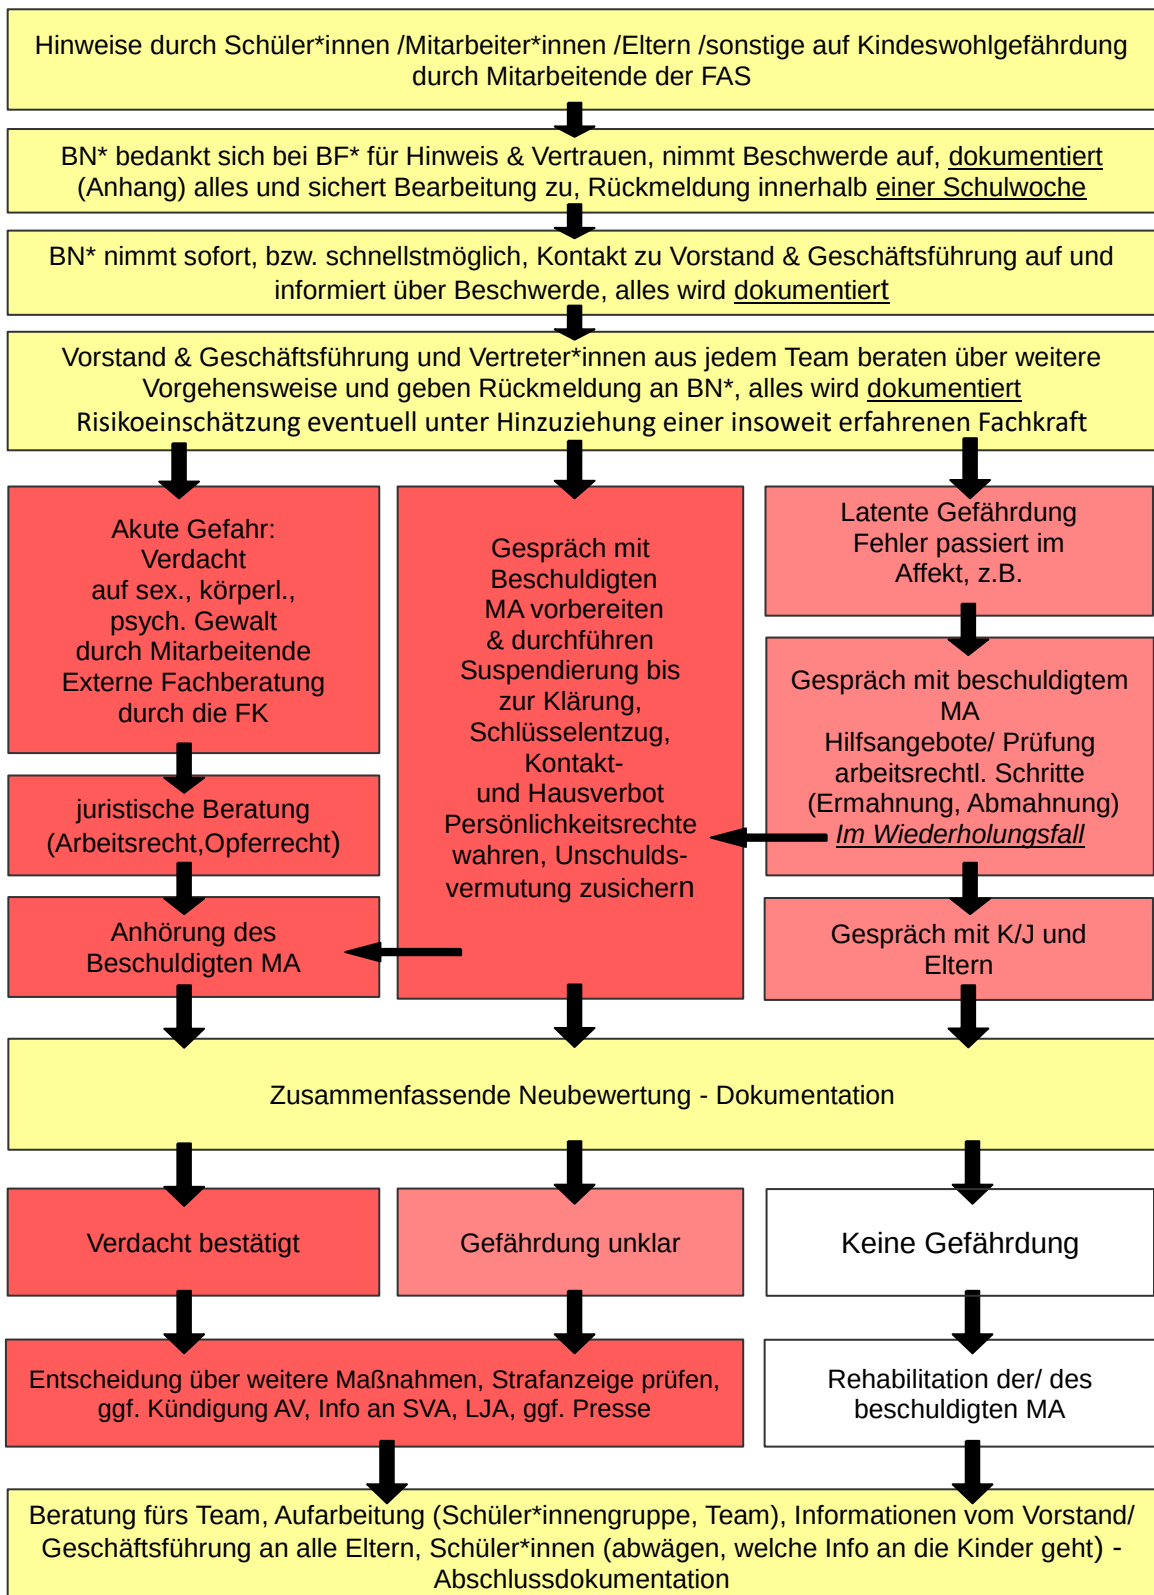 Hinweise durch Schüler*innen /Mitarbeiter*innen /Eltern /sonstige auf Kindeswohlgefährdung
durch Mitarbeitende der FAS
BN* bedankt sich bei BF* für Hinweis & Vertrauen, nimmt Beschwerde auf, dokumentiert
(Anhang) alles und sichert Bearbeitung zu, Rückmeldung innerhalb einer Schulwoche
BN* nimmt sofort, bzw. schnellstmöglich, Kontakt zu Vorstand & Geschäftsführung auf und
informiert über Beschwerde, alles wird dokumentiert
Vorstand & Geschäftsführung und Vertreter*innen aus jedem Team beraten über weitere
Vorgehensweise und geben Rückmeldung an BN*, alles wird dokumentiert
Risikoeinschätzung eventuell unter Hinzuziehung einer insoweit erfahrenen Fachkraft
Akute Gefahr:
Verdacht
auf sex., körperl.,
psych. Gewalt
durch Mitarbeitende
Externe Fachberatung
durch die FK
juristische Beratung
(Arbeitsrecht,Opferrecht)
Anhörung des
Beschuldigten MA
Gespräch mit
Beschuldigten
MA vorbereiten
& durchführen
Suspendierung bis
zur Klärung,
Schlüsselentzug,
Kontakt-
und Hausverbot
Persönlichkeitsrechte
wahren, Unschulds-
vermutung zusichern
Latente Gefährdung
Fehler passiert im
Affekt, z.B.
Gespräch mit beschuldigtem
MA
Hilfsangebote/ Prüfung
arbeitsrechtl. Schritte
(Ermahnung, Abmahnung)
Im Wiederholungsfall
Gespräch mit K/J und
Eltern
Zusammenfassende Neubewertung - Dokumentation
Verdacht bestätigt
Gefährdung unklar
Keine Gefährdung
Entscheidung über weitere Maßnahmen, Strafanzeige prüfen,
ggf. Kündigung AV, Info an SVA, LJA, ggf. Presse
Rehabilitation der/ des
beschuldigten MA
Beratung fürs Team, Aufarbeitung (Schüler*innengruppe, Team), Informationen vom Vorstand/
Geschäftsführung an alle Eltern, Schüler*innen (abwägen, welche Info an die Kinder geht) -
Abschlussdokumentation